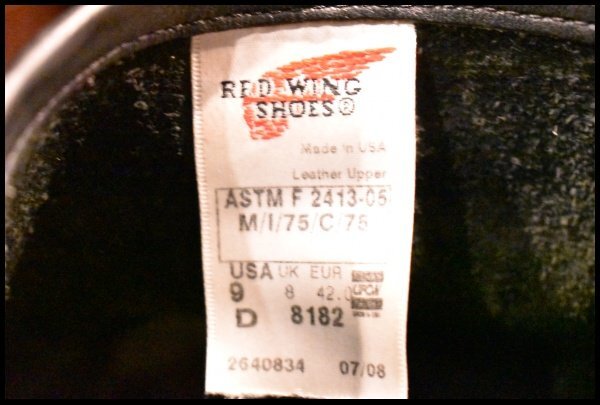 RED WING
SHOES®
Made in USA
Leather Upper
ASTM F 2413-05
M/I/75/C/75
USA UK EUR
9 8 42.0
D 8182
2640834 07/08